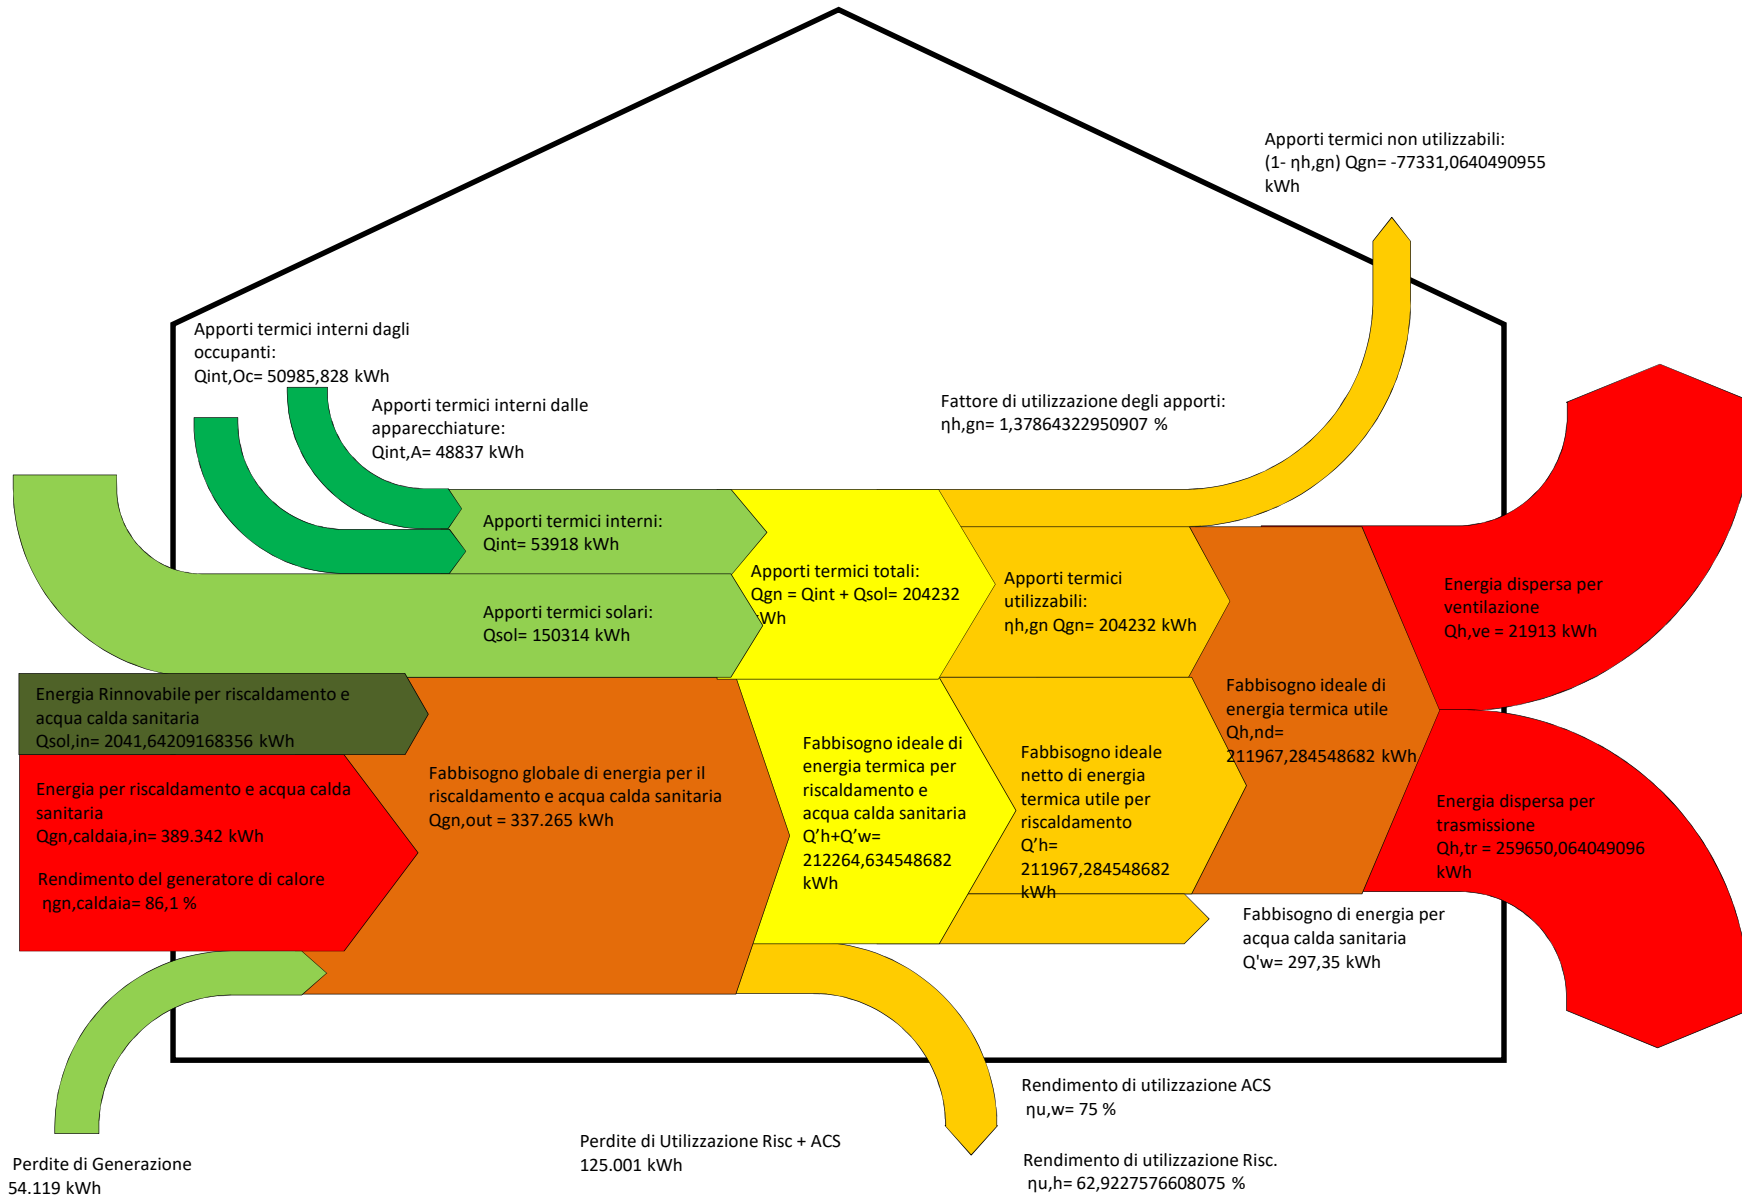 Apporti termici non utilizzabili:
(1- ηh,gn) Qgn= -77331,0640490955
kWh
Apporti termici interni dagli
occupanti:
Qint,Oc= 50985,828 kWh
Apporti termici interni dalle
apparecchiature:
Qint,A= 48837 kWh
Fattore di utilizzazione degli apporti:
ηh,gn= 1,37864322950907 %
Apporti termici interni:
Qint= 53918 kWh
Apporti termici solari:
Qsol= 150314 kWh
Apporti termici totali:
Qgn = Qint + Qsol= 204232
kWh
Apporti termici
utilizzabili:
ηh,gn Qgn= 204232 kWh
Energia dispersa per
ventilazione
Qh,ve = 21913 kWh
Energia Rinnovabile per riscaldamento e
acqua calda sanitaria
Qsol,in= 2041,64209168356 kWh
Energia per riscaldamento e acqua calda
sanitaria
Qgn,caldaia,in= 389.342 kWh
Rendimento del generatore di calore
ηgn,caldaia= 86,1 %
Fabbisogno globale di energia per il
riscaldamento e acqua calda sanitaria
Qgn,out = 337.265 kWh
Fabbisogno ideale di
energia termica per
riscaldamento e
acqua calda sanitaria
Q’h+Q’w=
212264,634548682
kWh
Fabbisogno ideale
netto di energia
termica utile per
riscaldamento
Q’h=
211967,284548682
kWh
Fabbisogno ideale di
energia termica utile
Qh,nd=
211967,284548682 kWh
Energia dispersa per
trasmissione
Qh,tr = 259650,064049096
kWh
Fabbisogno di energia per
acqua calda sanitaria
Q'w= 297,35 kWh
Rendimento di utilizzazione ACS
ηu,w= 75 %
Perdite di Utilizzazione Risc + ACS
125.001 kWh
Rendimento di utilizzazione Risc.
ηu,h= 62,9227576608075 %
Perdite di Generazione
54.119 kWh